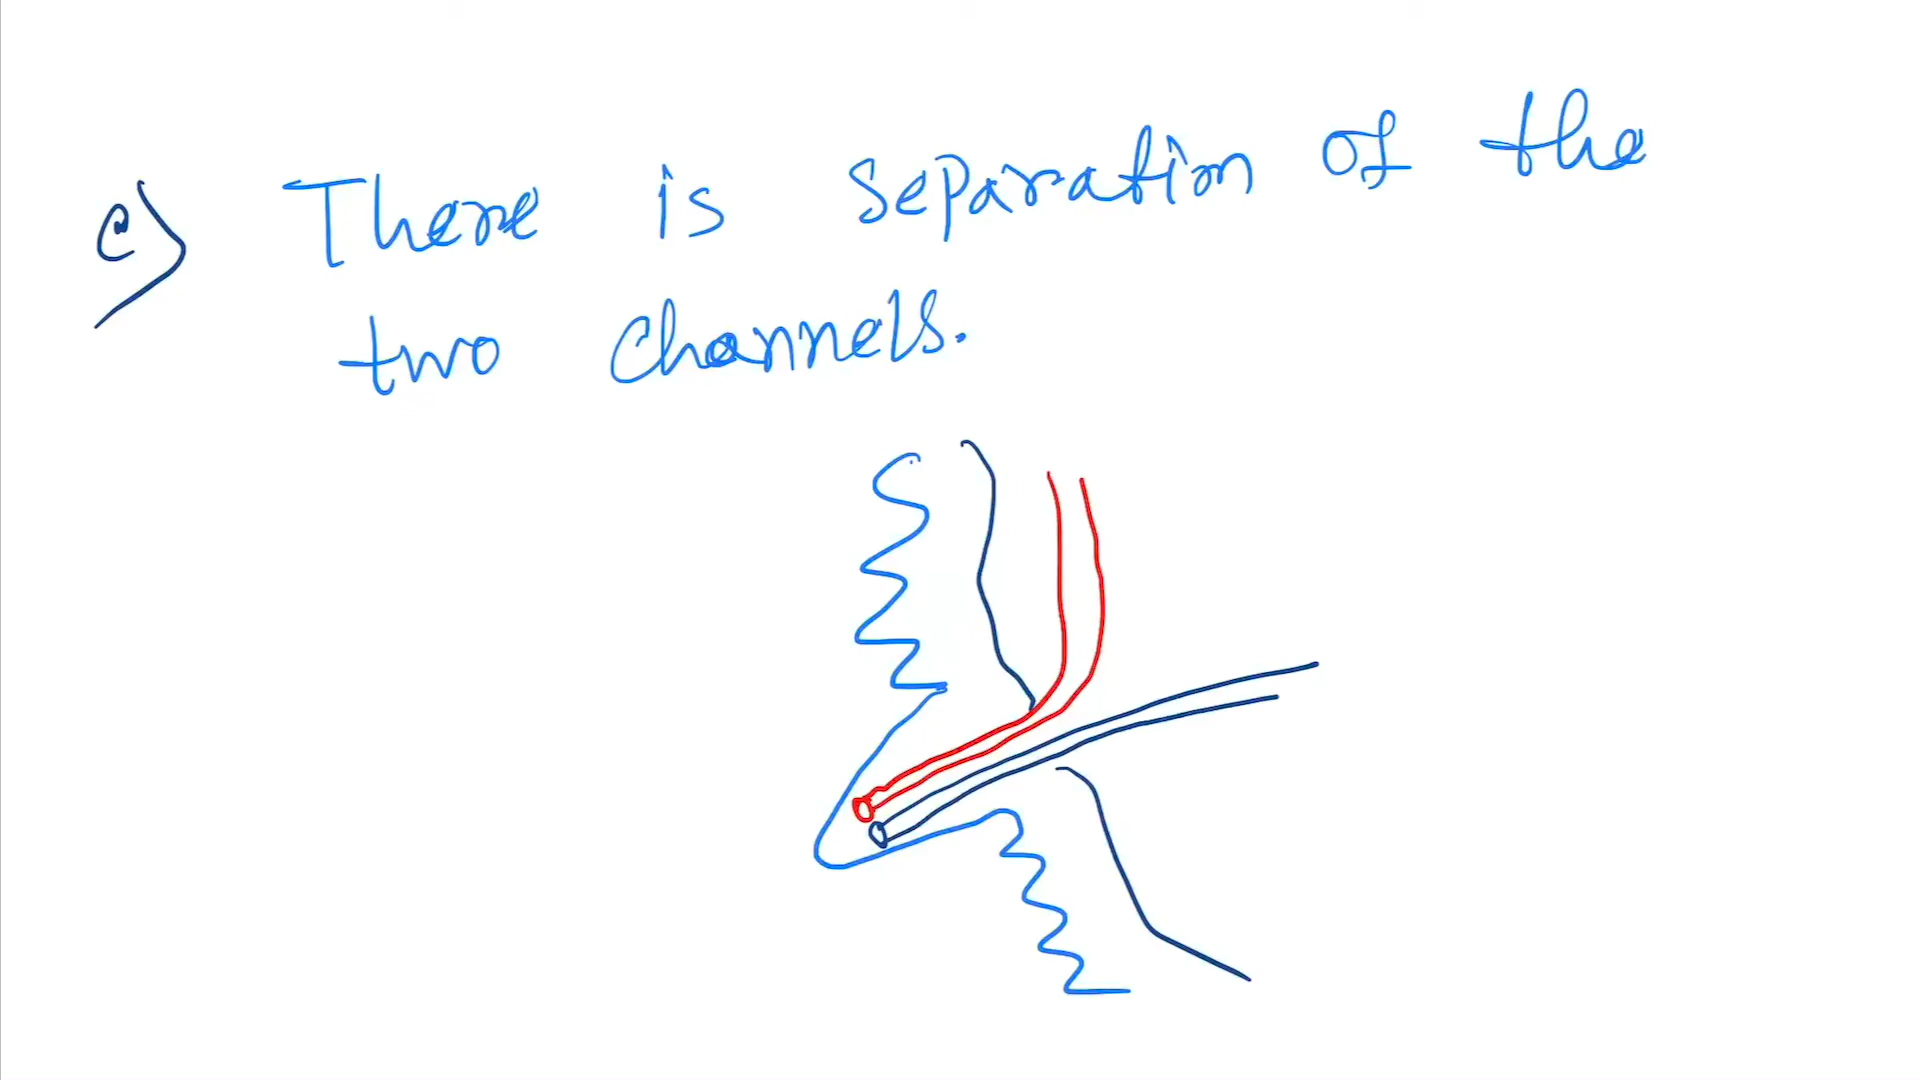 c) There is separation of the
two channels.